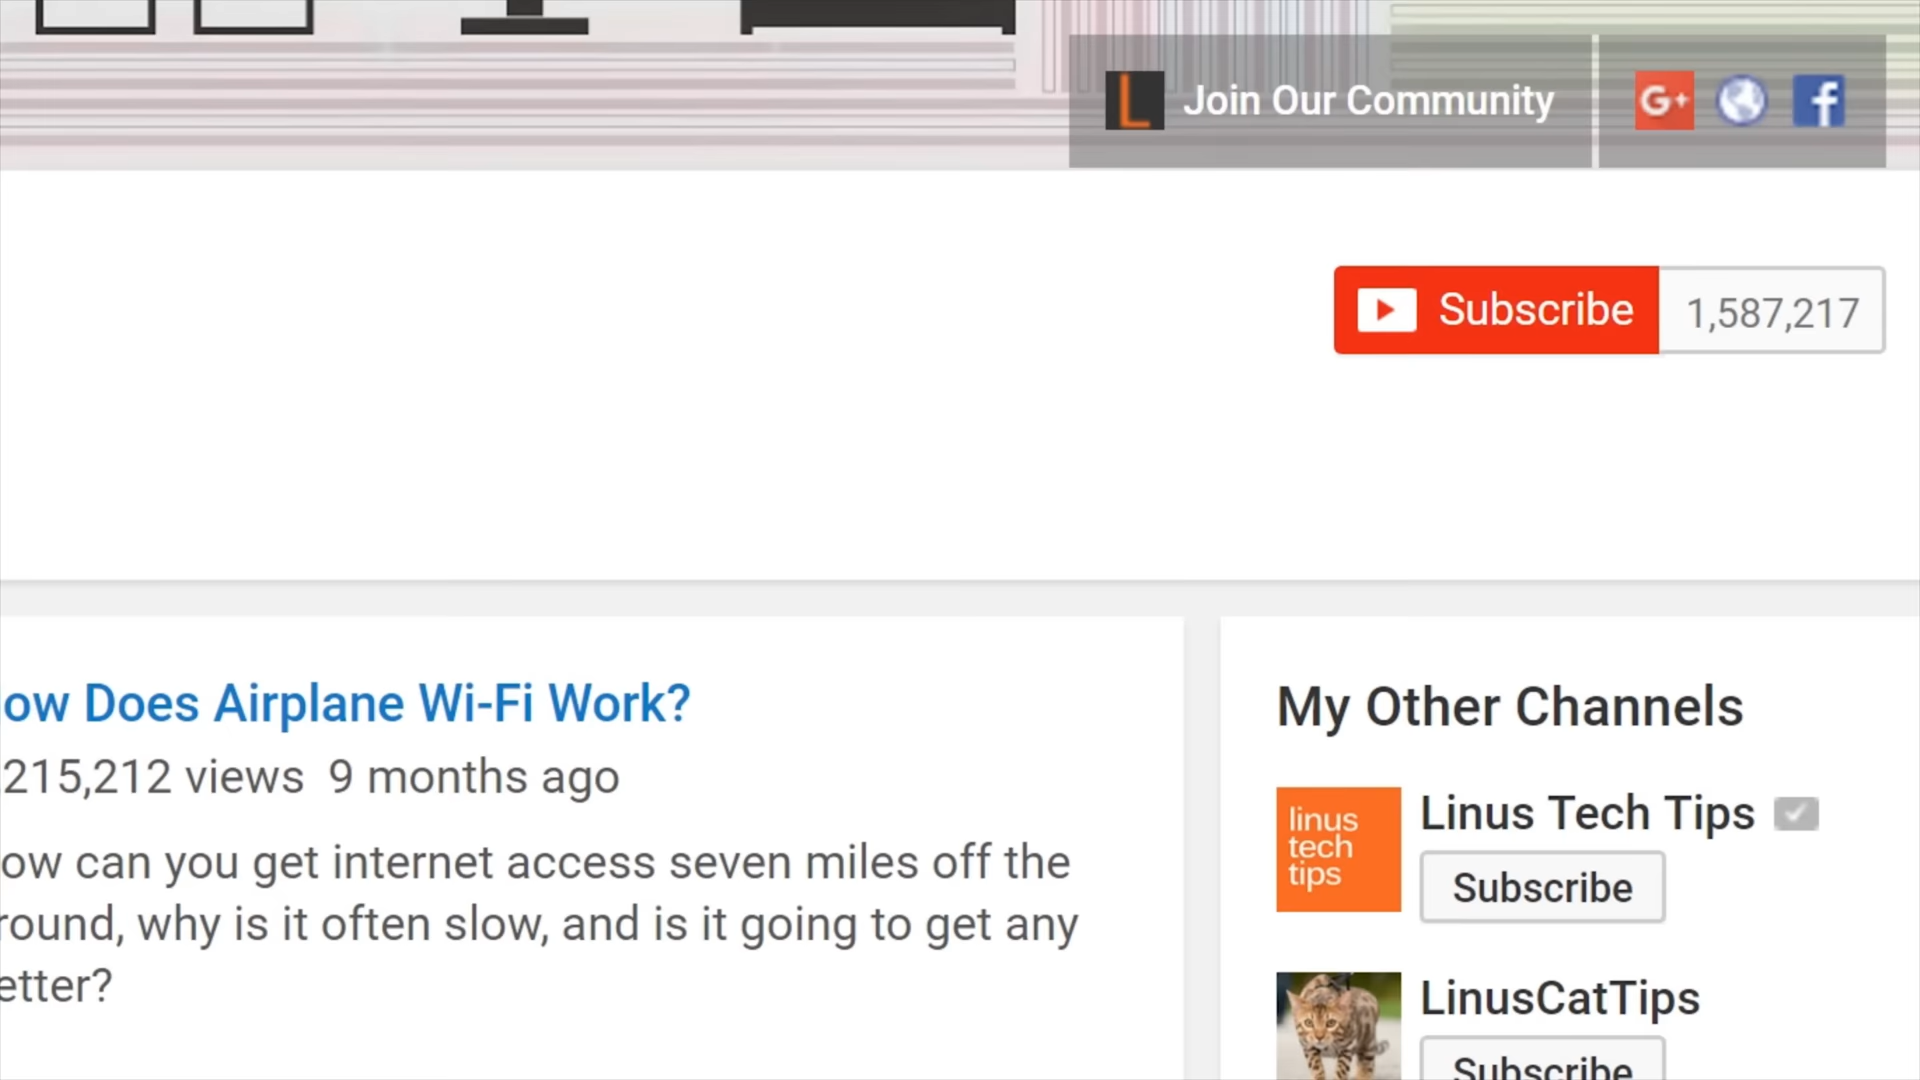 Join Our Community
G+
f
Subscribe 1,587,217
ow Does Airplane Wi-Fi Work?
215,212 views 9 months ago
ow can you get internet access seven miles off the
round, why is it often slow, and is it going to get any
etter?
My Other Channels
linus
tech
tips
Linus Tech Tips
Subscribe
LinusCatTips
Subscribe